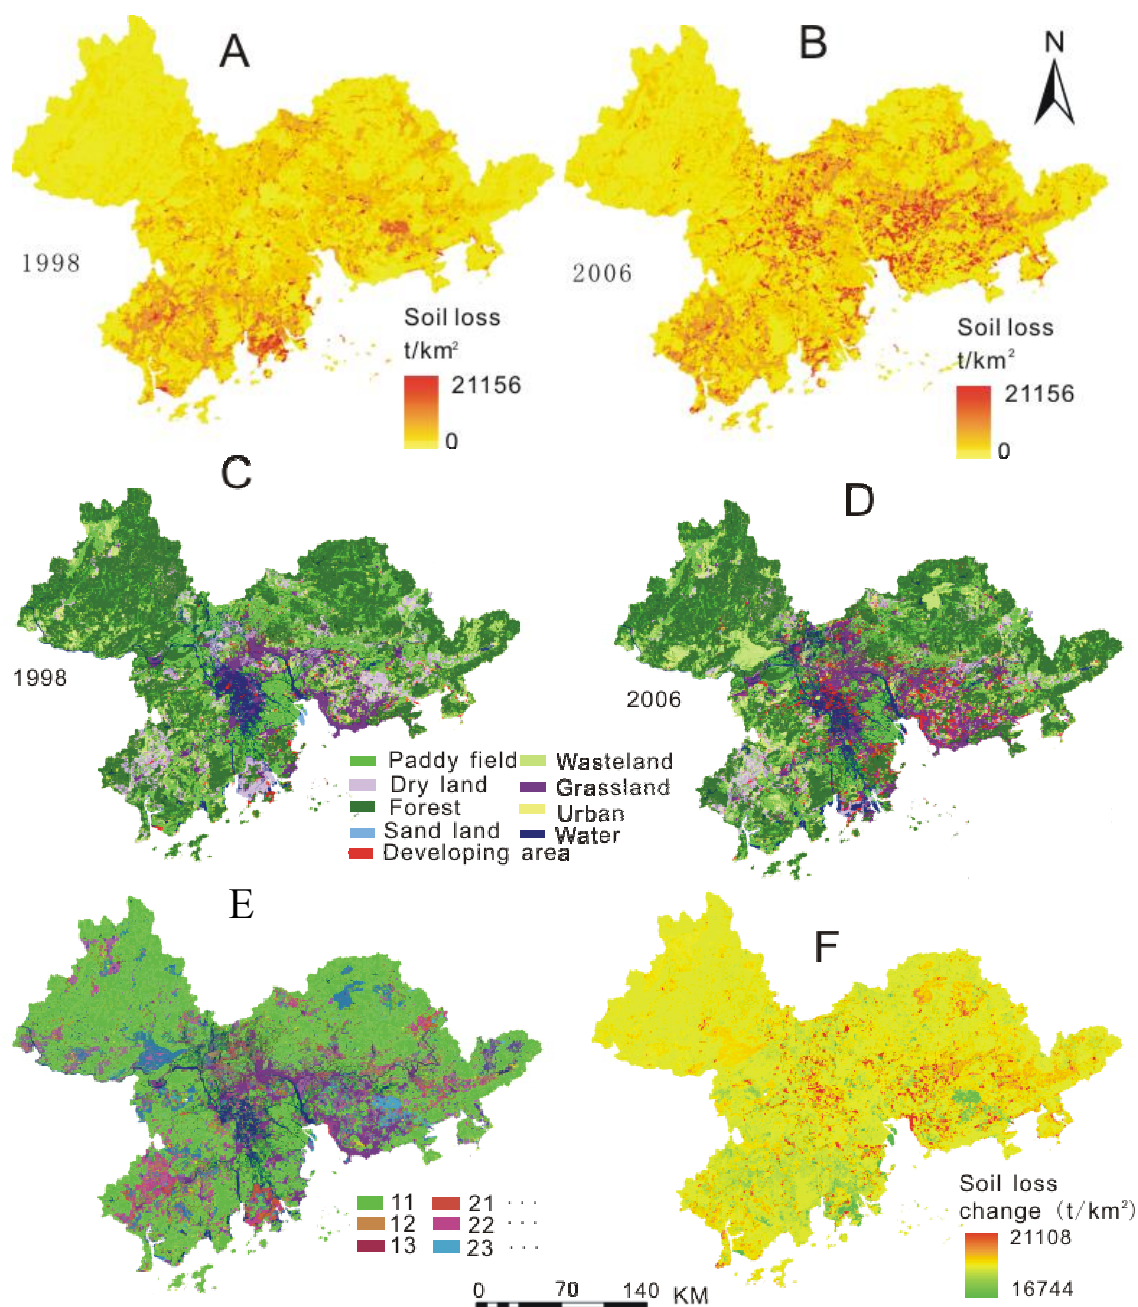 A
B
N
1998
2006
Soil loss
t/km²
21156
0
Soil loss
t/km²
21156
0
C
D
1998
2006
Paddy field
Wasteland
Dry land
Grassland
Forest
Urban
Sand land
Water
Developing area
E
F
11 21 ...
12 22 ...
13 23 ...
Soil loss
change (t/km²)
21108
16744
0 70 140 KM